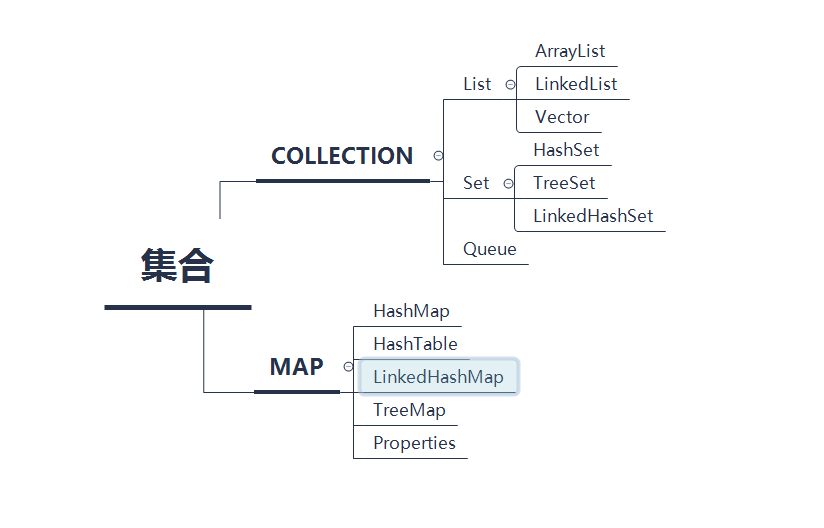 集合
COLLECTION
List
ArrayList
LinkedList
Vector
Set
HashSet
TreeSet
LinkedHashSet
Queue
MAP
HashMap
HashTable
LinkedHashMap
TreeMap
Properties